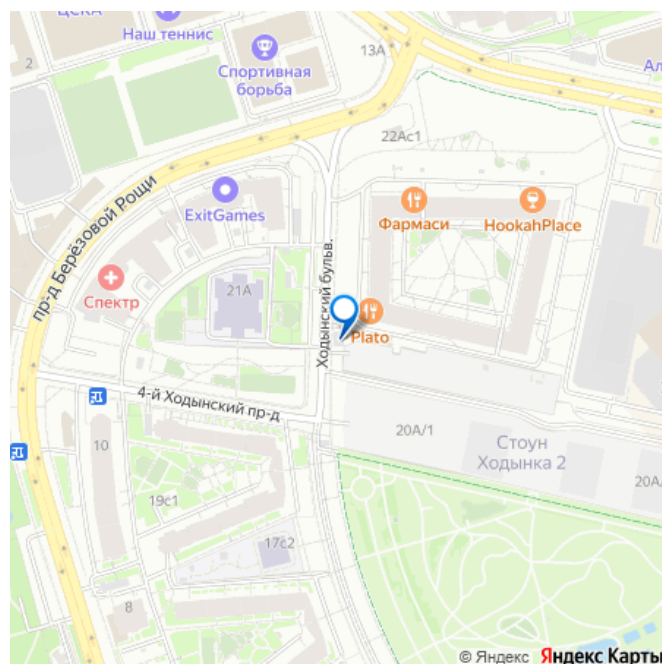 ЦСКА
Наш теннис
2
Спортивная
борьба
13А
Ал
22Ас1
пр-д Берёзовой Рощи
ExitGames
Фармаси
HookahPlace
Спектр
21А
Ходынский бульв.
Plato
4-й Ходынский пр-д
10
20А/1
Стоун
Ходынка 2
20А/
19с1
17с2
8
© Яндекс Яндекс Карты